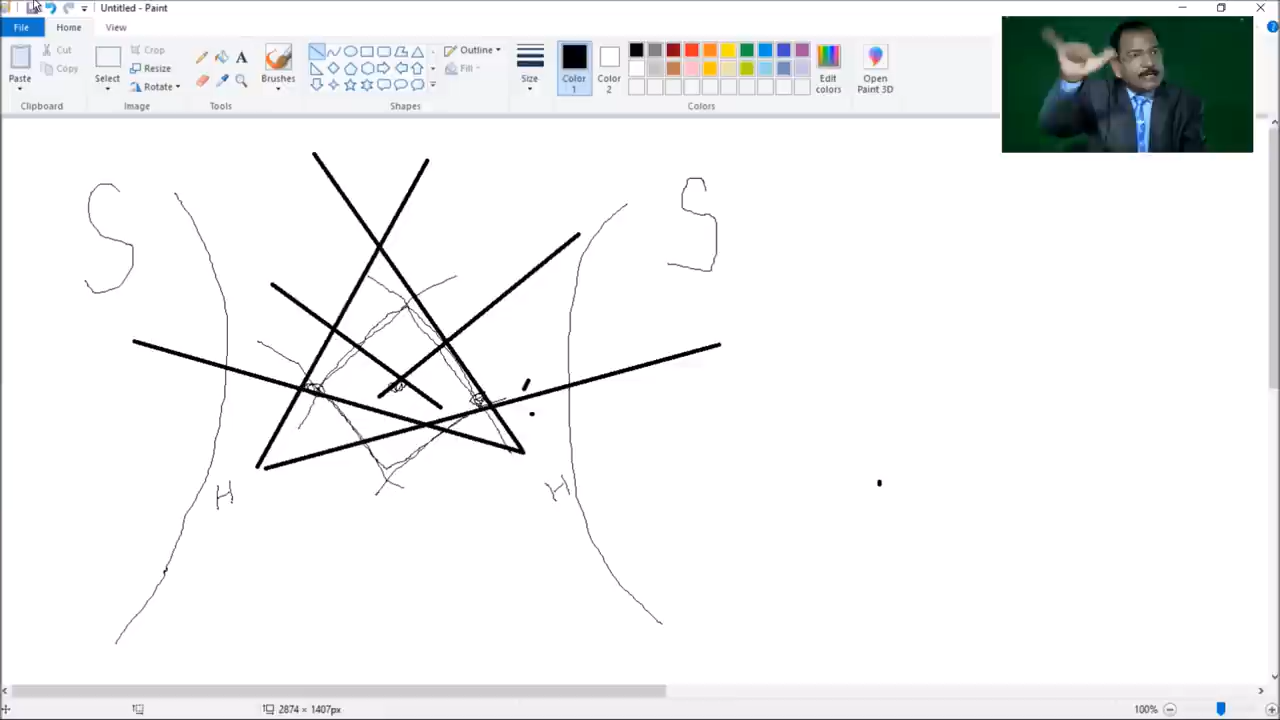 Untitled - Paint
File Home View
Paste
Cut
Copy
Clipboard
Select
Crop
Resize
Rotate
Image
Tools
Brushes
Shapes
Outline
Fill
Size
Color 1
Color 2
Edit colors
Colors
Open Paint 3D
S S
H H
2874 × 1407px
100%